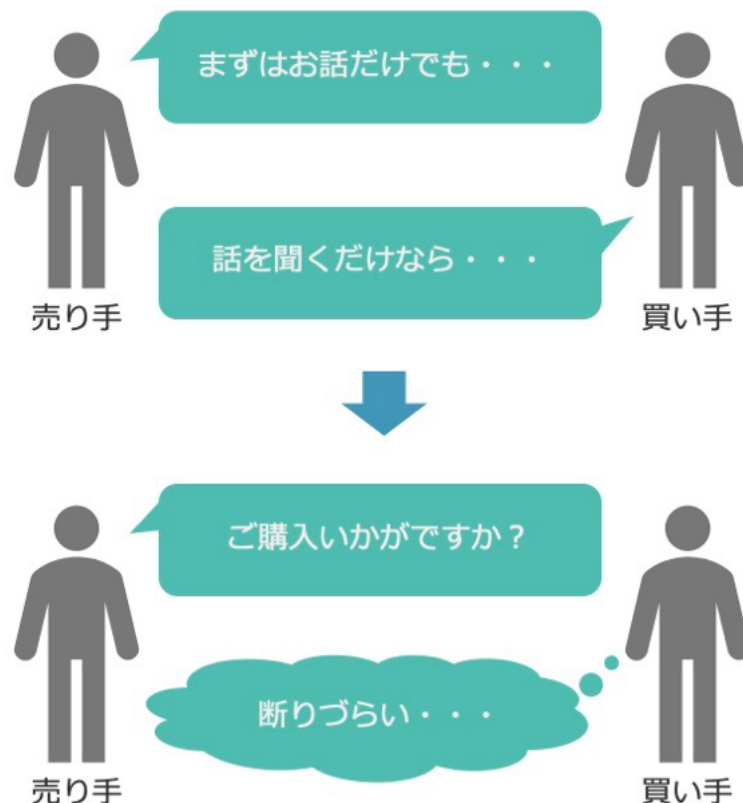 まずはお話だけでも・・・
話を聞くだけなら・・・
売り手
買い手
ご購入いかがですか？
断りづらい・・・
売り手
買い手